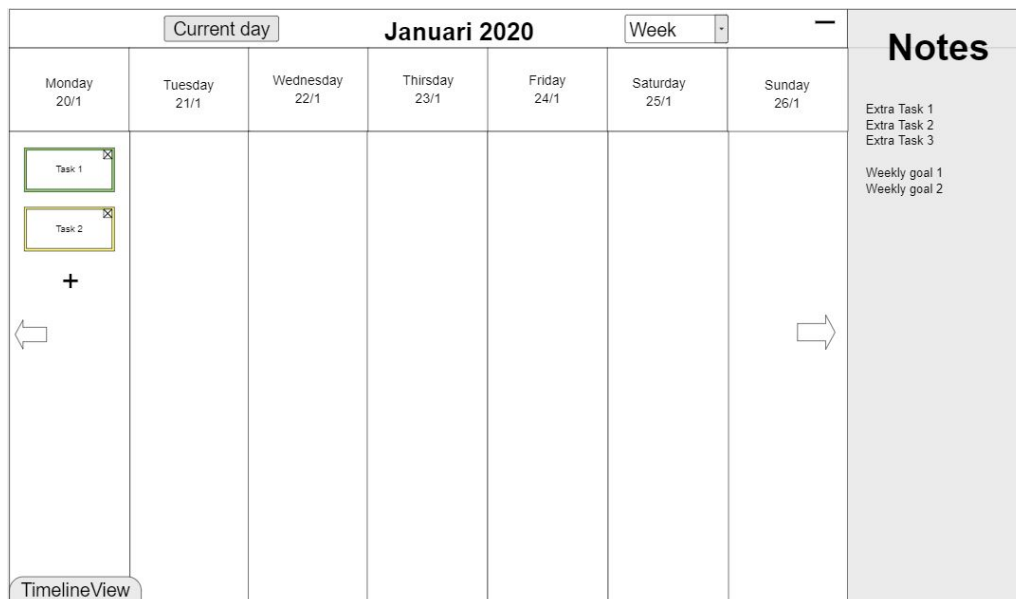 Current day
Januari 2020
Week
Notes
Monday
20/1
Tuesday
21/1
Wednesday
22/1
Thirsday
23/1
Friday
24/1
Saturday
25/1
Sunday
26/1
Task 1
Task 2
+
TimelineView
Extra Task 1
Extra Task 2
Extra Task 3
Weekly goal 1
Weekly goal 2